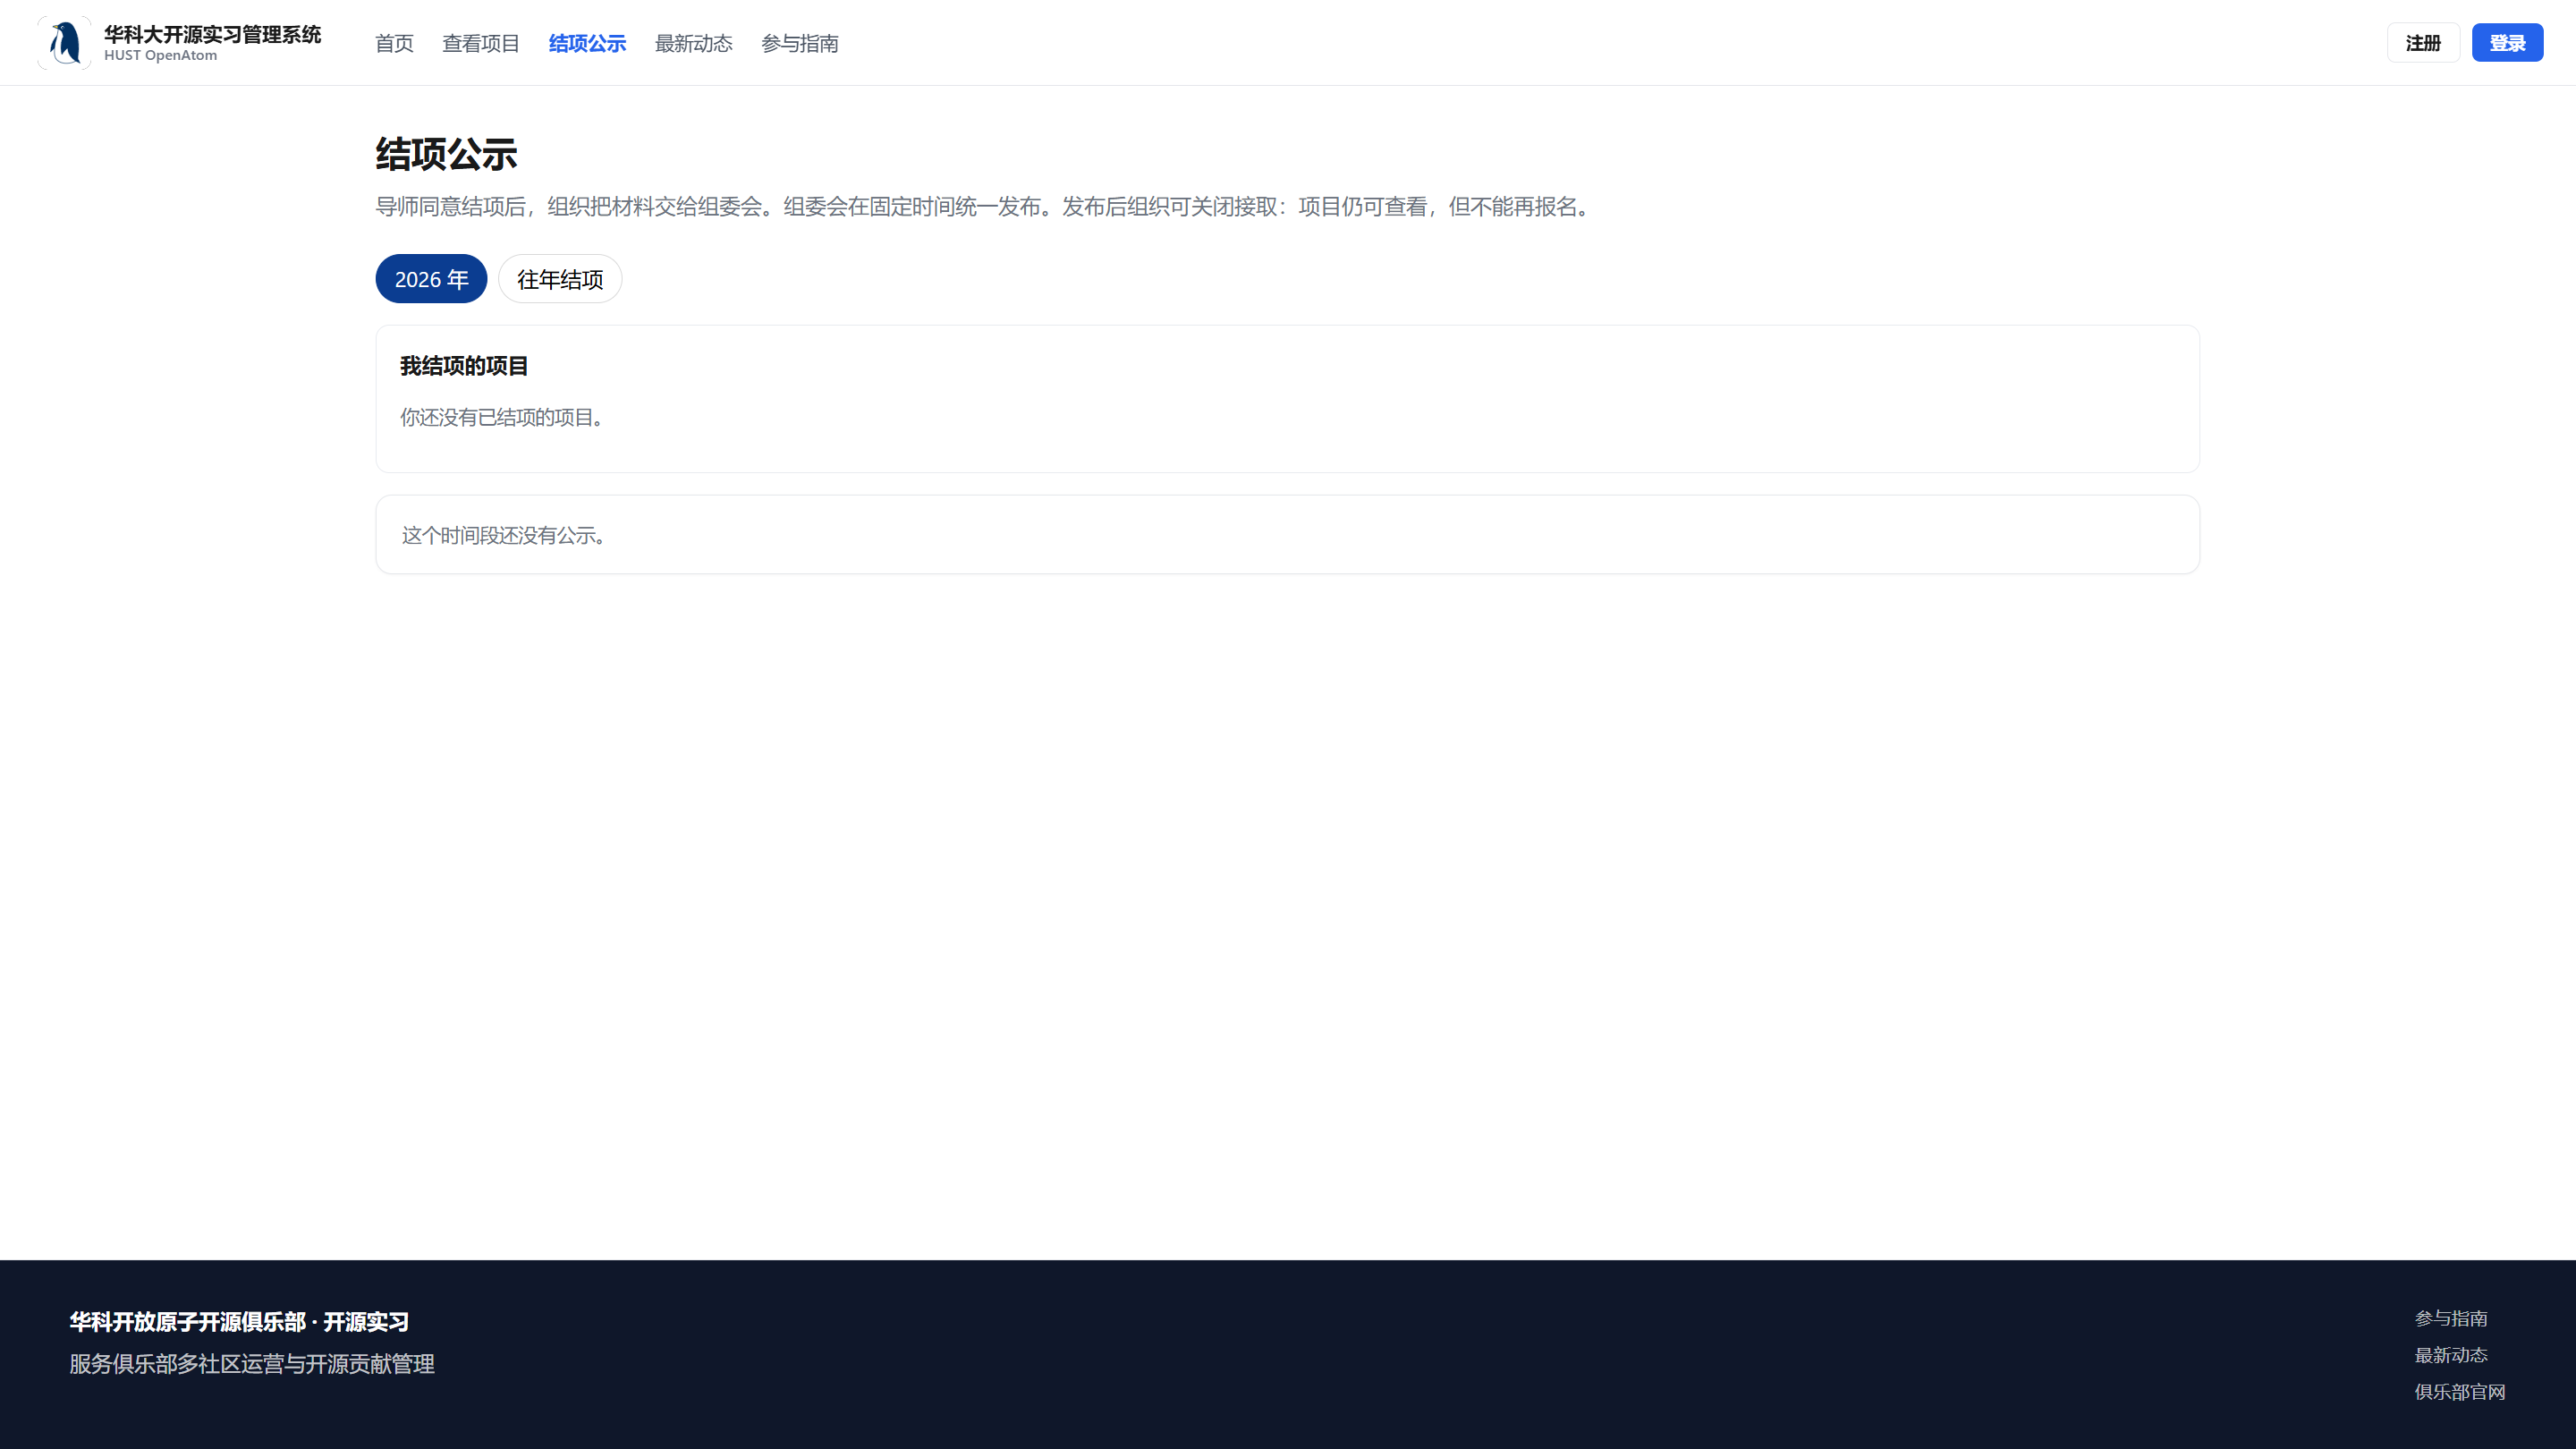 华科大开源实习管理系统
HUST OpenAtom
首页 查看项目 结项公示 最新动态 参与指南
注册 登录
结项公示
导师同意结项后，组织把材料交给组委会。组委会在固定时间统一发布。发布后组织可关闭接取：项目仍可查看，但不能再报名。
2026 年 往年结项
我结项的项目
你还没有已结项的项目。
这个时间段还没有公示。
华科开放原子开源俱乐部 · 开源实习
服务俱乐部多社区运营与开源贡献管理
参与指南
最新动态
俱乐部官网